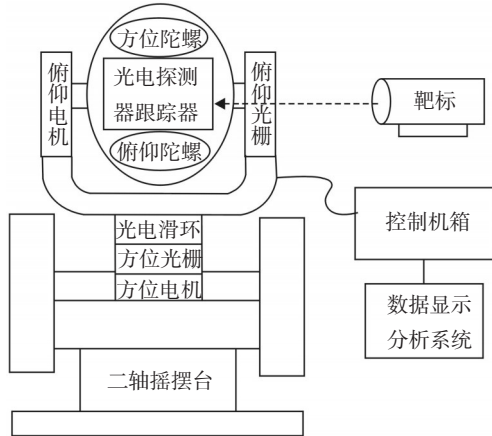 方位陀螺
俯仰电机
光电探测
器跟踪器
俯仰光栅
靶标
俯仰陀螺
控制机箱
光电滑环
方位光栅
方位电机
数据显示
分析系统
二轴摇摆台